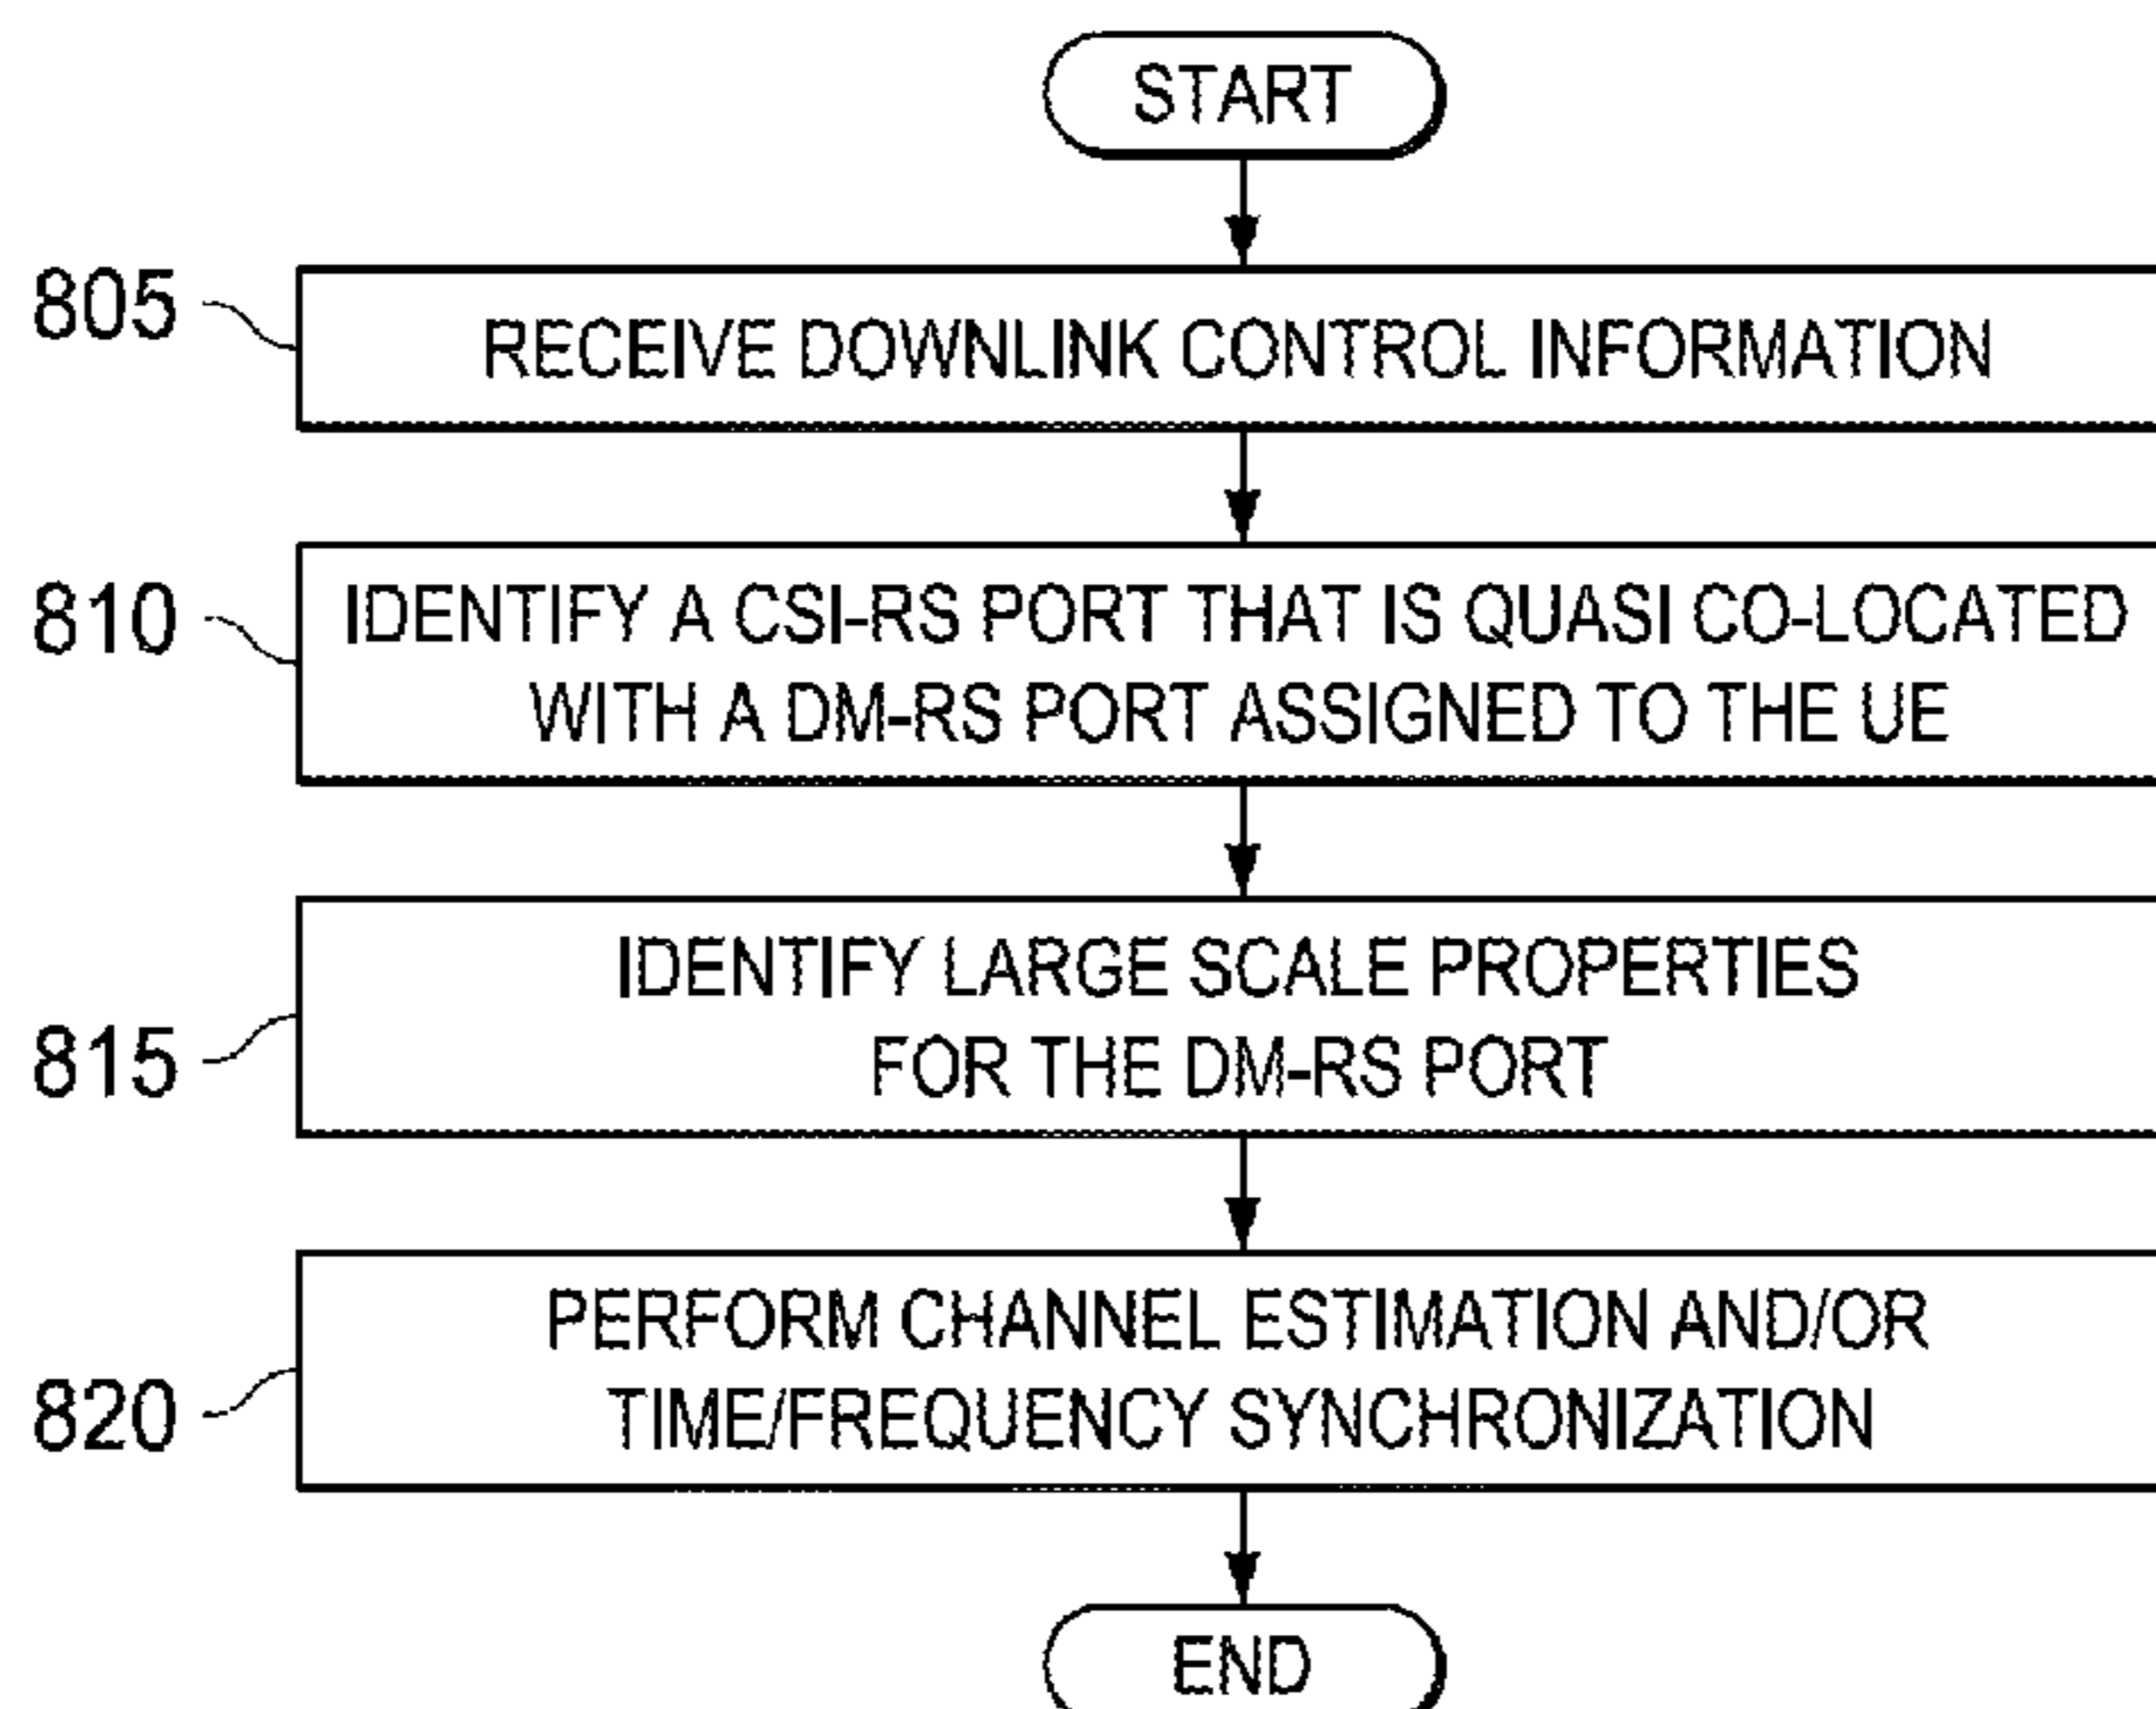 START
805
RECEIVE DOWNLINK CONTROL INFORMATION
810
IDENTIFY A CSI-RS PORT THAT IS QUASI CO-LOCATED
WITH A DM-RS PORT ASSIGNED TO THE UE
IDENTIFY LARGE SCALE PROPERTIES
FOR THE DM-RS PORT
815
PERFORM CHANNEL ESTIMATION AND/OR
TIME/FREQUENCY SYNCHRONIZATION
820
END